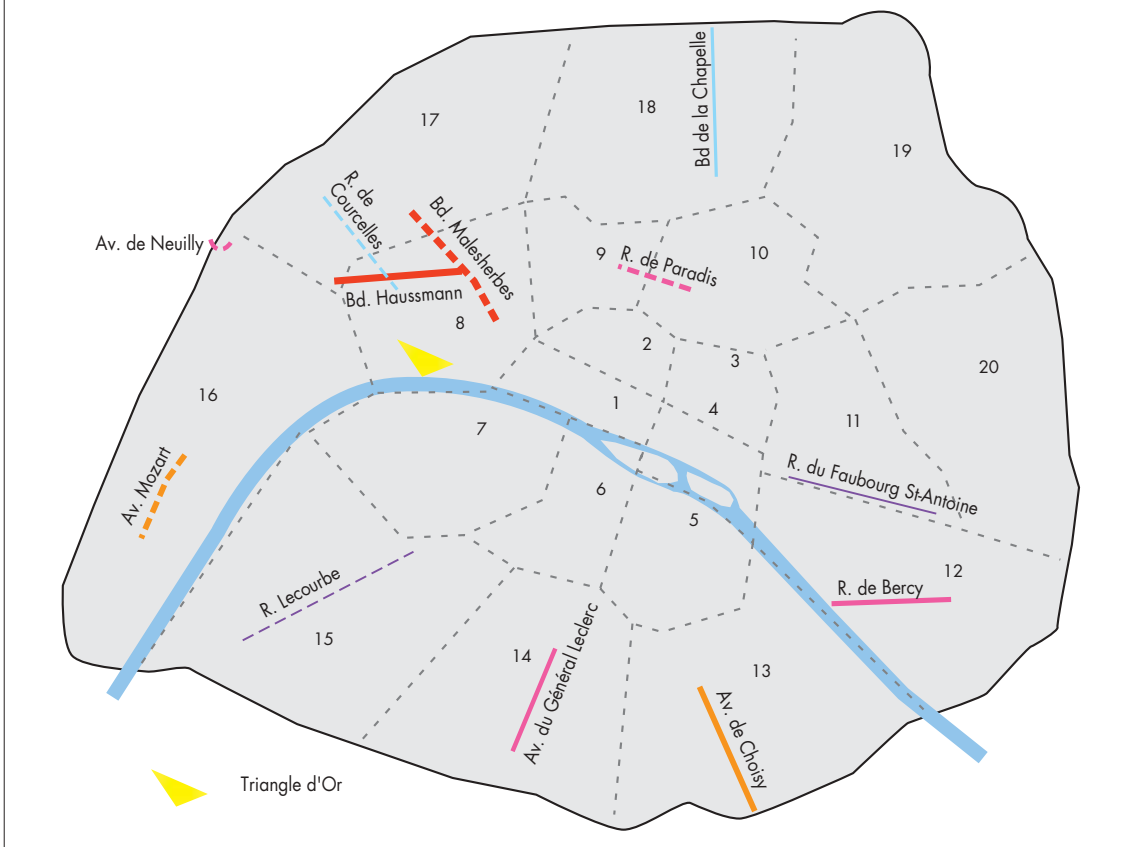 Bd de la Chapelle
18
17
19
R. de
Courcelles
Bd. Malesherbes
Av. de Neuilly
9
R. de Paradis
10
Bd. Haussmann
8
2
3
20
16
1
4
11
7
Av. Mozart
R. du Faubourg St-Antoine
6
5
12
R. de Bercy
R. Lecourbe
15
14
Av. du Général Leclerc
13
Av. de Choisy
Triangle d'Or